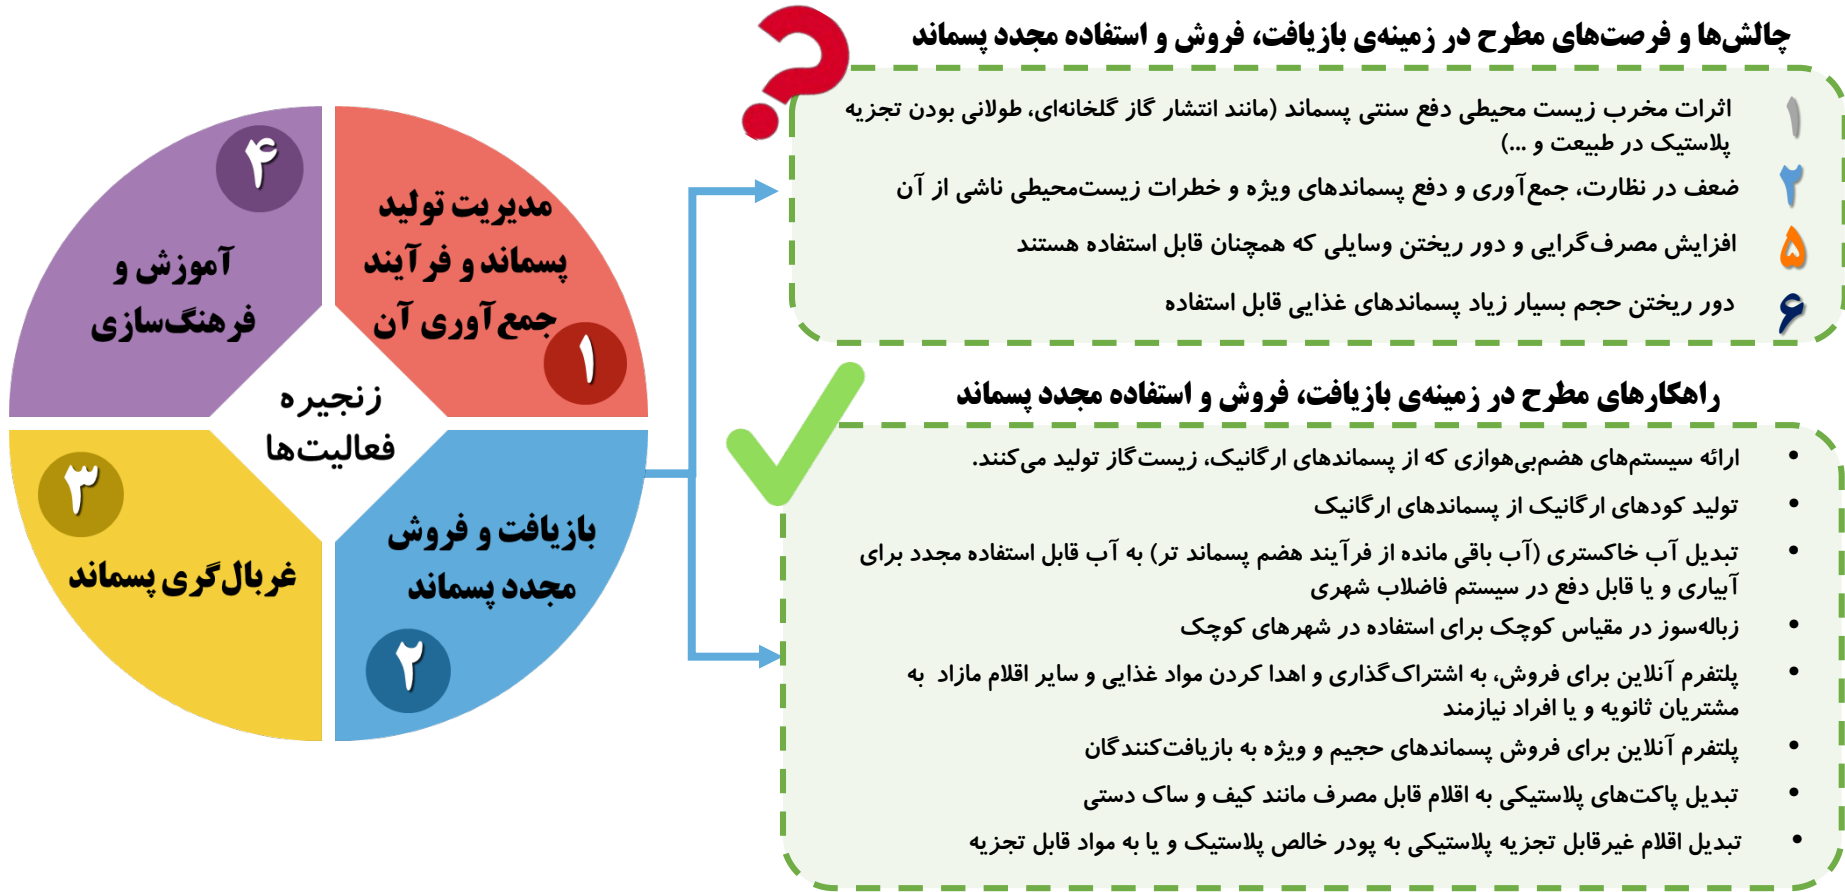 چالش‌ها و فرصت‌های مطرح در زمینه‌ی بازیافت، فروش و استفاده مجدد پسماند
۱ اثرات مخرب زیست محیطی دفع سنتی پسماند (مانند انتشار گاز گلخانه‌ای، طولانی بودن تجزیه
پلاستیک در طبیعت و ...)
۲ ضعف در نظارت، جمع‌آوری و دفع پسماندهای ویژه و خطرات زیست‌محیطی ناشی از آن
۵ افزایش مصرف‌گرایی و دور ریختن وسایلی که همچنان قابل استفاده هستند
۶ دور ریختن حجم بسیار زیاد پسماندهای غذایی قابل استفاده
راهکارهای مطرح در زمینه‌ی بازیافت، فروش و استفاده مجدد پسماند
• ارائه سیستم‌های هضم‌بی‌هوازی که از پسماندهای ارگانیک، زیست‌گاز تولید می‌کنند.
• تولید کودهای ارگانیک از پسماندهای ارگانیک
• تبدیل آب خاکستری (آب باقی مانده از فرآیند هضم پسماند تر) به آب قابل استفاده مجدد برای
آبیاری و یا قابل دفع در سیستم فاضلاب شهری
• زباله‌سوز در مقیاس کوچک برای استفاده در شهرهای کوچک
• پلتفرم آنلاین برای فروش، به اشتراک‌گذاری و اهدا کردن مواد غذایی و سایر اقلام مازاد به
مشتریان ثانویه و یا افراد نیازمند
• پلتفرم آنلاین برای فروش پسماندهای حجیم و ویژه به بازیافت‌کنندگان
• تبدیل پاکت‌های پلاستیکی به اقلام قابل مصرف مانند کیف و ساک دستی
• تبدیل اقلام غیرقابل تجزیه پلاستیکی به پودر خالص پلاستیک و یا به مواد قابل تجزیه
مدیریت تولید
پسماند و فرآیند
جمع‌آوری آن
۱
بازیافت و فروش
مجدد پسماند
۲
۳
غربال‌گری پسماند
۴
آموزش و
فرهنگ‌سازی
زنجیره
فعالیت‌ها